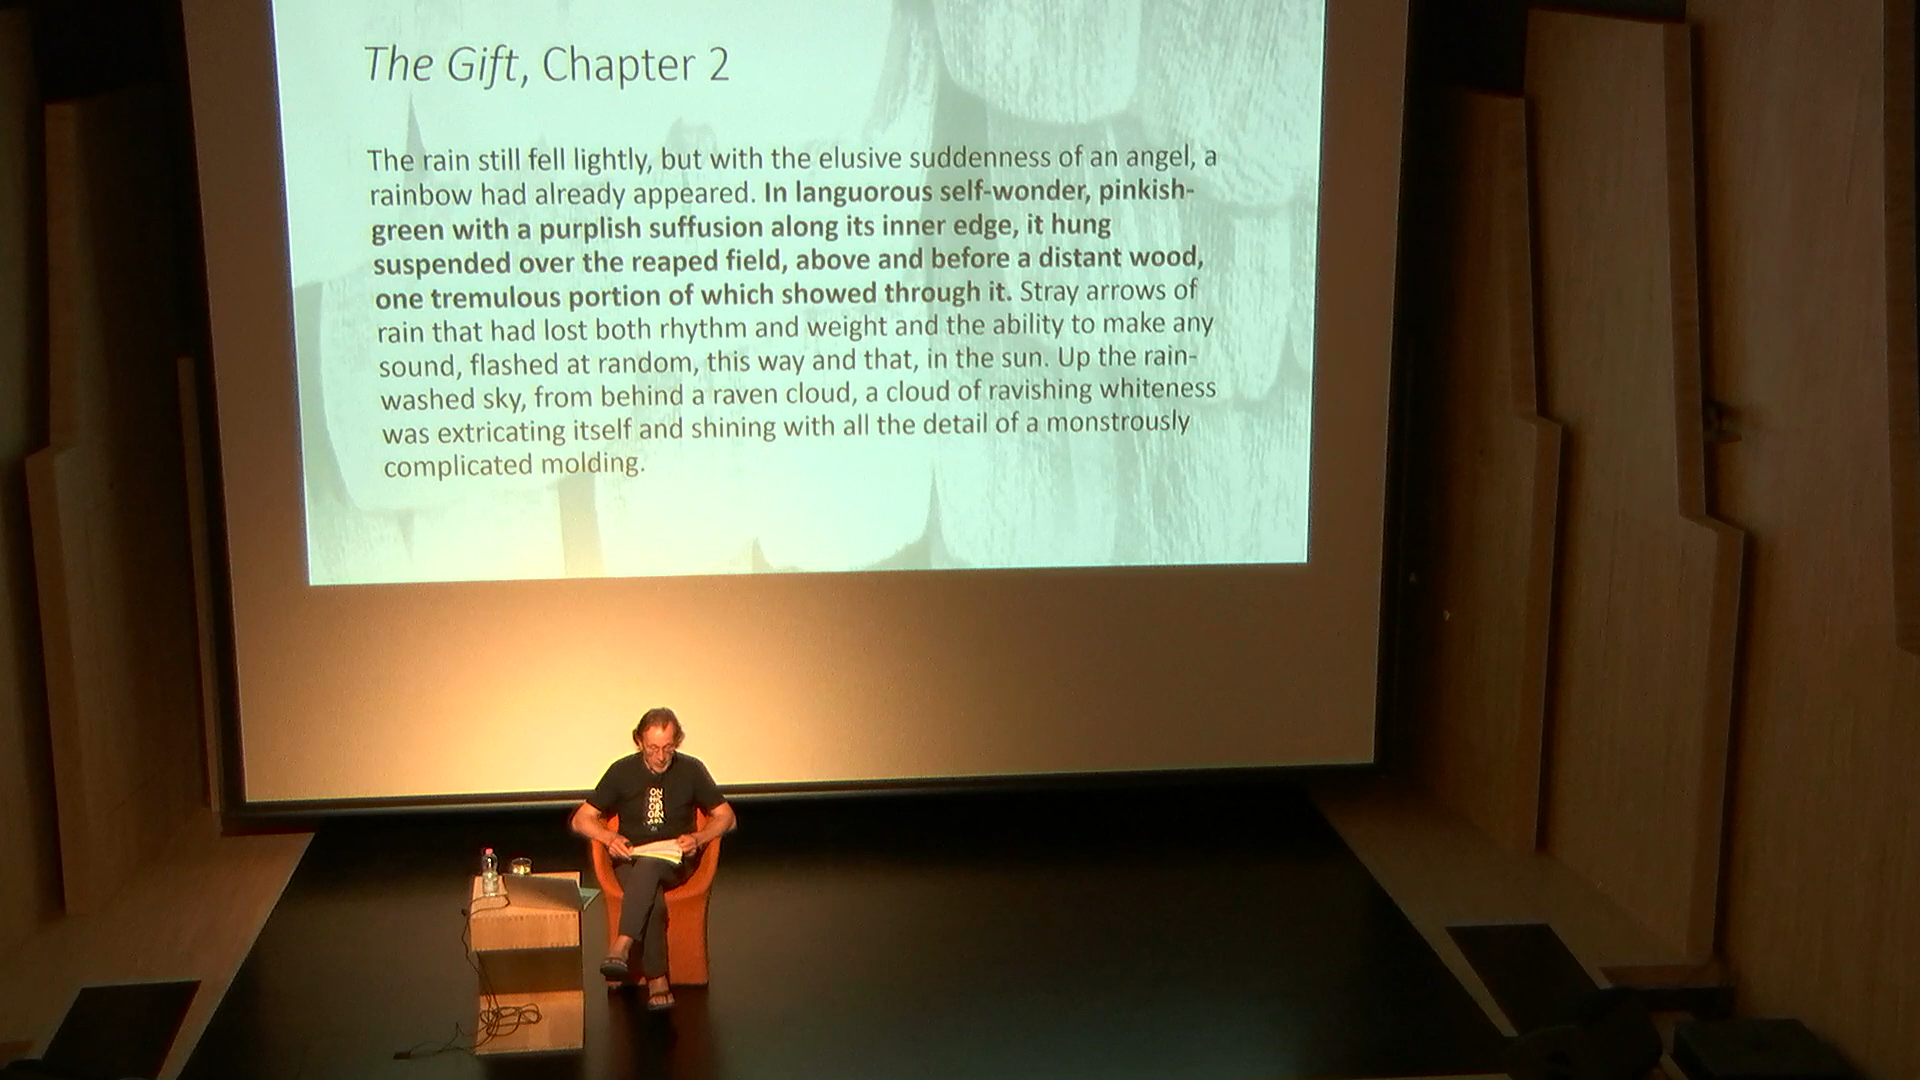 The Gift, Chapter 2
The rain still fell lightly, but with the elusive suddenness of an angel, a
rainbow had already appeared. In languorous self-wonder, pinkish-
green with a purplish suffusion along its inner edge, it hung
suspended over the reaped field, above and before a distant wood,
one tremulous portion of which showed through it. Stray arrows of
rain that had lost both rhythm and weight and the ability to make any
sound, flashed at random, this way and that, in the sun. Up the rain-
washed sky, from behind a raven cloud, a cloud of ravishing whiteness
was extricating itself and shining with all the detail of a monstrously
complicated molding.
ON